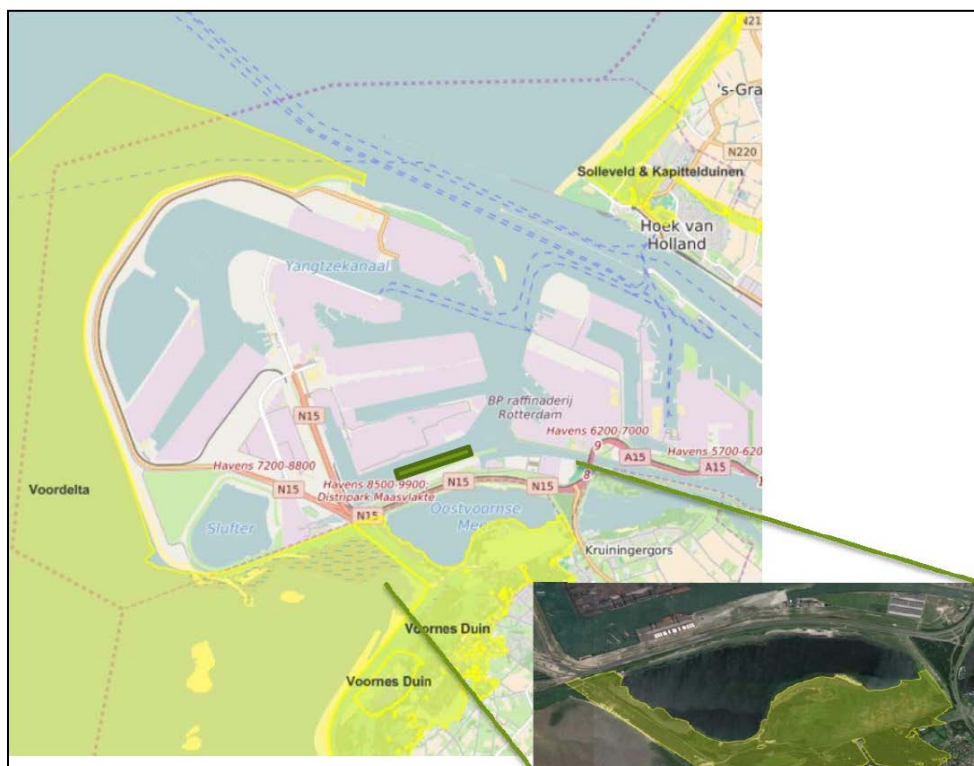 N21
's-Gra
N220
Solleveld & Kapittelduinen
Hoek van
Holland
Yangtzekanaal
BP raffinaderij
Rotterdam
N15
Havens 6200-7000
Havens 5700-620
9
A15
A15
Havens 7200-8800
8
1
Voordelta
N15
Havens 8500-9900;
Distripark Maasvlakte
N15
N15
N15
Slufter
Oostvoornse
Mee
Kruiningergors
Voornes Duin
Voornes Duin